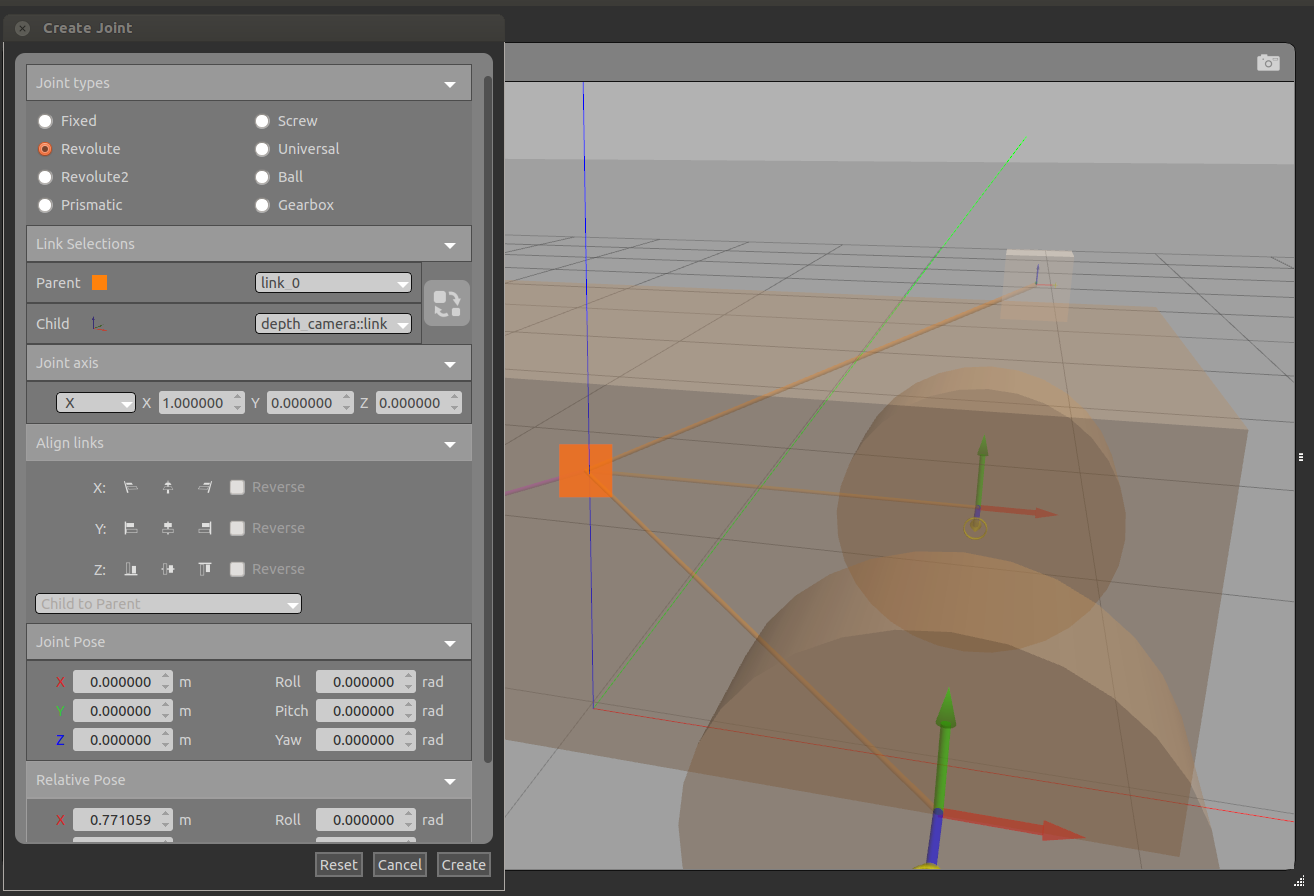 Create Joint
Joint types
Fixed Screw
Revolute Universal
Revolute2 Ball
Prismatic Gearbox
Link Selections
Parent link_0
Child depth_camera::link
Joint axis
X X 1.000000 Y 0.000000 Z 0.000000
Align links
X: Reverse
Y: Reverse
Z: Reverse
Child to Parent
Joint Pose
X 0.000000 m Roll 0.000000 rad
Y 0.000000 m Pitch 0.000000 rad
Z 0.000000 m Yaw 0.000000 rad
Relative Pose
X 0.771059 m Roll 0.000000 rad
Reset Cancel Create